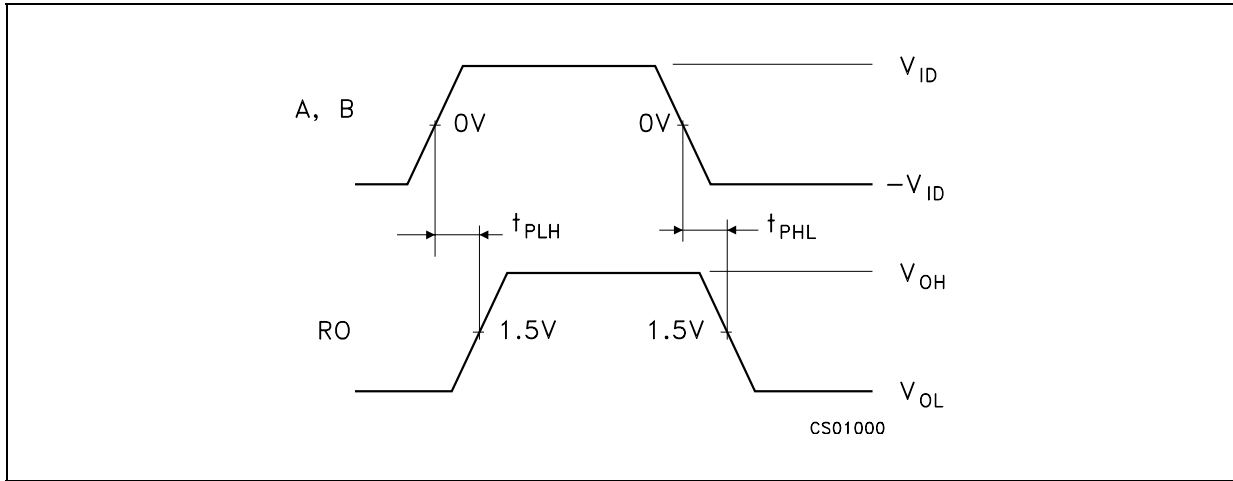 V_ID
A, B
0V 0V
-V_ID
t_PLH t_PHL
V_OH
RO
1.5V 1.5V
V_OL
CS01000